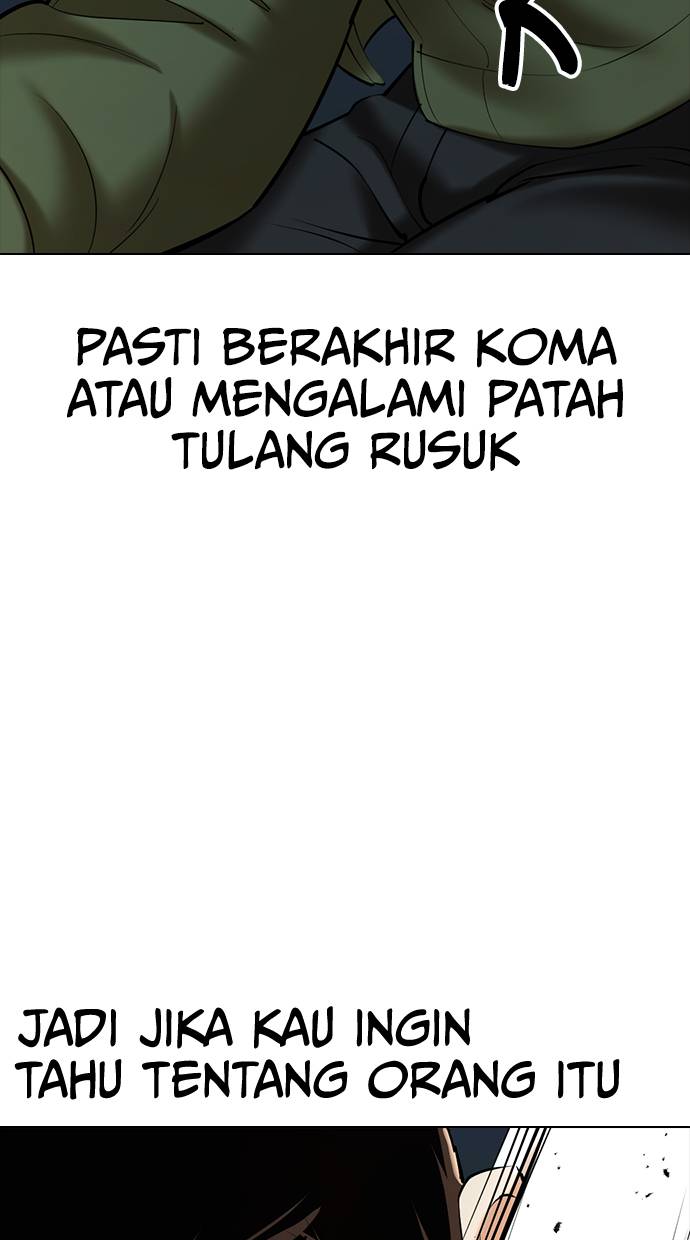 PASTI BERAKHIR KOMA
ATAU MENGALAMI PATAH
TULANG RUSUK
JADI JIKA KAU INGIN
TAHU TENTANG ORANG ITU